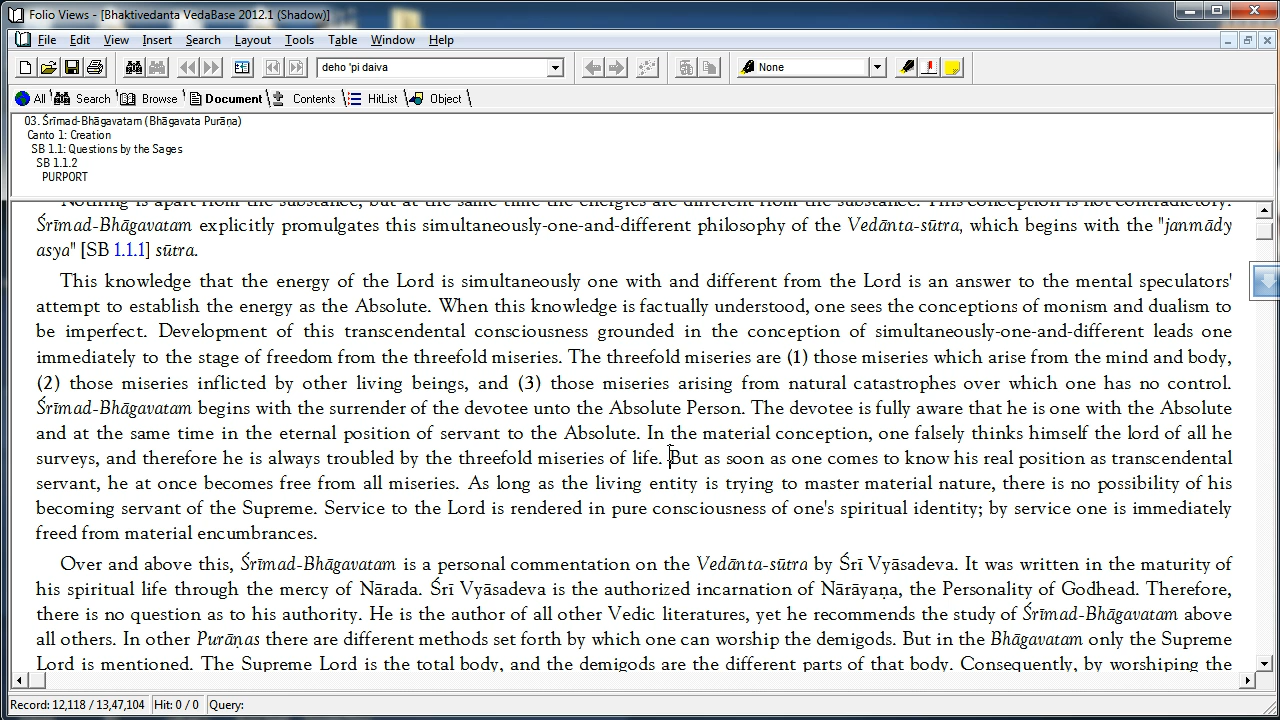 Folio Views - [Bhaktivedanta VedaBase 2012.1 (Shadow)]
File Edit View Insert Search Layout Tools Table Window Help
deho 'pi daiva
None
All Search Browse Document Contents HitList Object
03. Śrīmad-Bhāgavatam (Bhāgavata Purāṇa)
Canto 1: Creation
SB 1.1: Questions by the Sages
SB 1.1.2
PURPORT
Nothing is apart from the substance, but at the same time the energies are different from the substance. This conception is not contradictory.
Śrīmad-Bhāgavatam explicitly promulgates this simultaneously-one-and-different philosophy of the Vedānta-sūtra, which begins with the "janmādy
asya" [SB 1.1.1] sūtra.
This knowledge that the energy of the Lord is simultaneously one with and different from the Lord is an answer to the mental speculators'
attempt to establish the energy as the Absolute. When this knowledge is factually understood, one sees the conceptions of monism and dualism to
be imperfect. Development of this transcendental consciousness grounded in the conception of simultaneously-one-and-different leads one
immediately to the stage of freedom from the threefold miseries. The threefold miseries are (1) those miseries which arise from the mind and body,
(2) those miseries inflicted by other living beings, and (3) those miseries arising from natural catastrophes over which one has no control.
Śrīmad-Bhāgavatam begins with the surrender of the devotee unto the Absolute Person. The devotee is fully aware that he is one with the Absolute
and at the same time in the eternal position of servant to the Absolute. In the material conception, one falsely thinks himself the lord of all he
surveys, and therefore he is always troubled by the threefold miseries of life. But as soon as one comes to know his real position as transcendental
servant, he at once becomes free from all miseries. As long as the living entity is trying to master material nature, there is no possibility of his
becoming servant of the Supreme. Service to the Lord is rendered in pure consciousness of one's spiritual identity; by service one is immediately
freed from material encumbrances.
Over and above this, Śrīmad-Bhāgavatam is a personal commentation on the Vedānta-sūtra by Śrī Vyāsadeva. It was written in the maturity of
his spiritual life through the mercy of Nārada. Śrī Vyāsadeva is the authorized incarnation of Nārāyaṇa, the Personality of Godhead. Therefore,
there is no question as to his authority. He is the author of all other Vedic literatures, yet he recommends the study of Śrīmad-Bhāgavatam above
all others. In other Purāṇas there are different methods set forth by which one can worship the demigods. But in the Bhāgavatam only the Supreme
Lord is mentioned. The Supreme Lord is the total body, and the demigods are the different parts of that body. Consequently, by worshiping the
Record: 12,118 / 13,47,104 Hit: 0 / 0 Query: